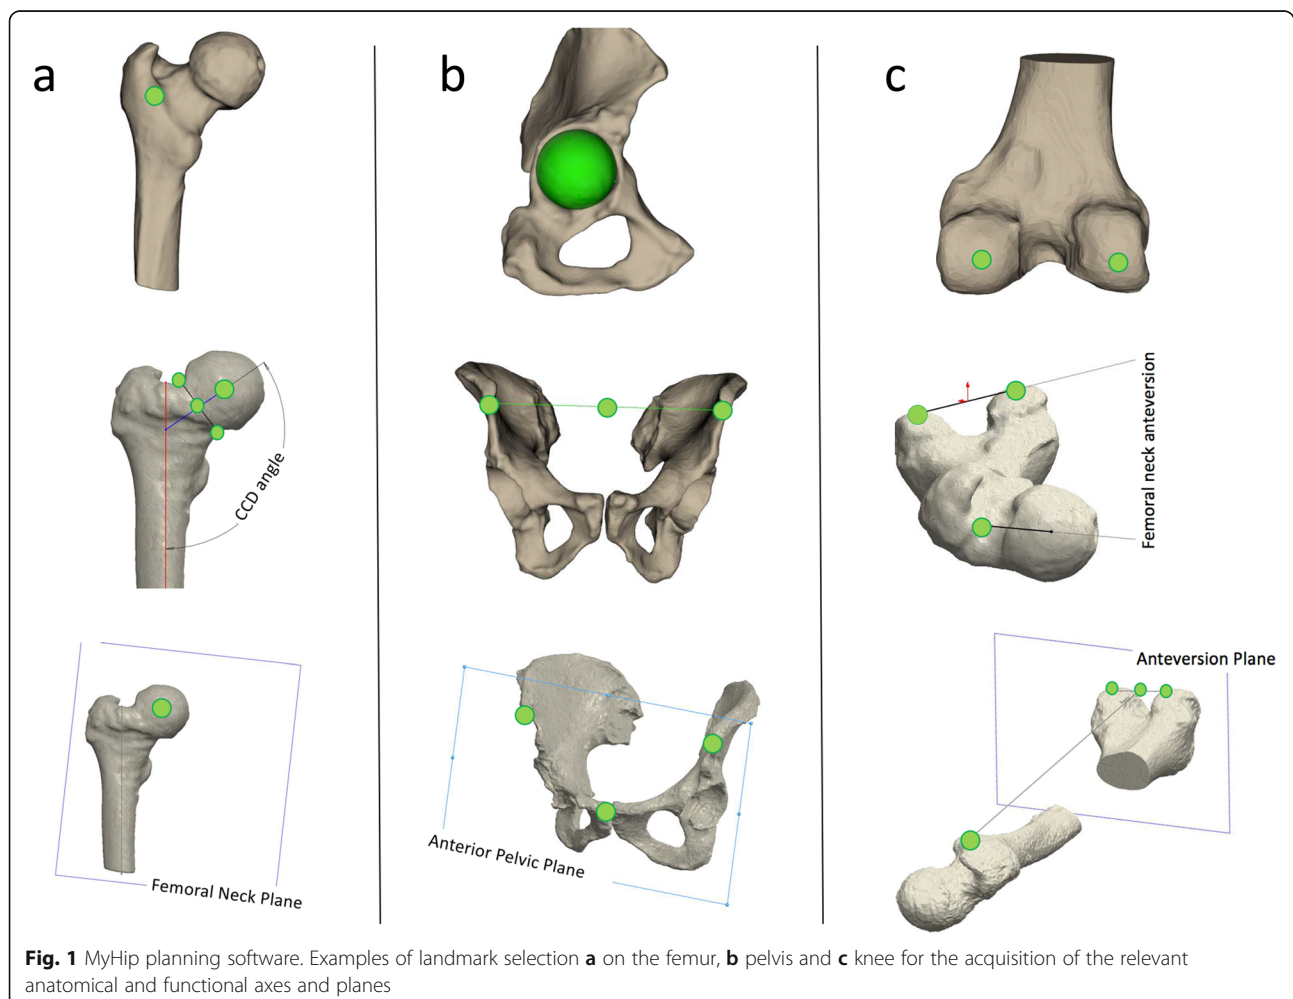 a
b
c
CCD angle
Femoral neck anteversion
Femoral Neck Plane
Anterior Pelvic Plane
Anteversion Plane
Fig. 1 MyHip planning software. Examples of landmark selection a on the femur, b pelvis and c knee for the acquisition of the relevant
anatomical and functional axes and planes